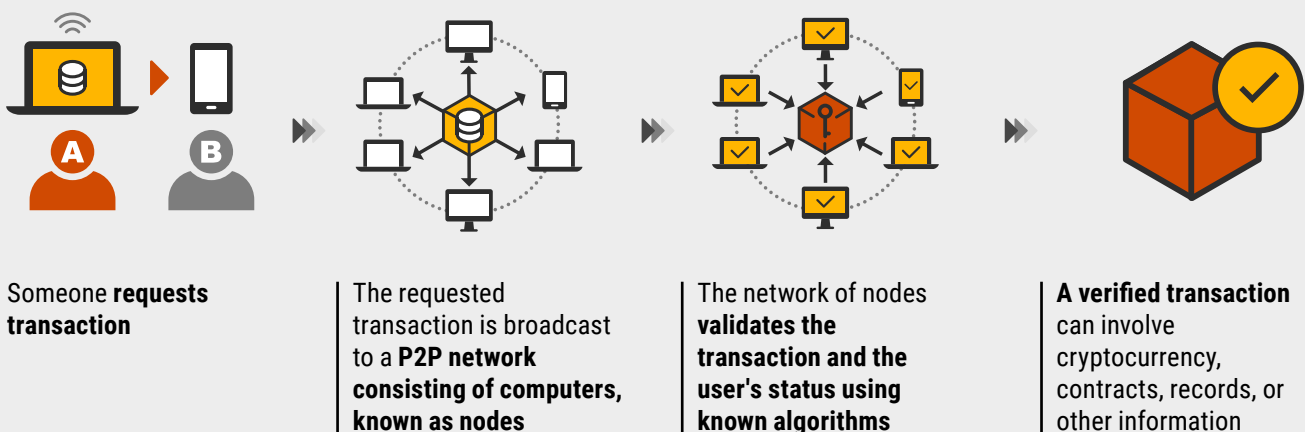 A
B
Someone requests
transaction
The requested
transaction is broadcast
to a P2P network
consisting of computers,
known as nodes
The network of nodes
validates the
transaction and the
user's status using
known algorithms
A verified transaction
can involve
cryptocurrency,
contracts, records, or
other information